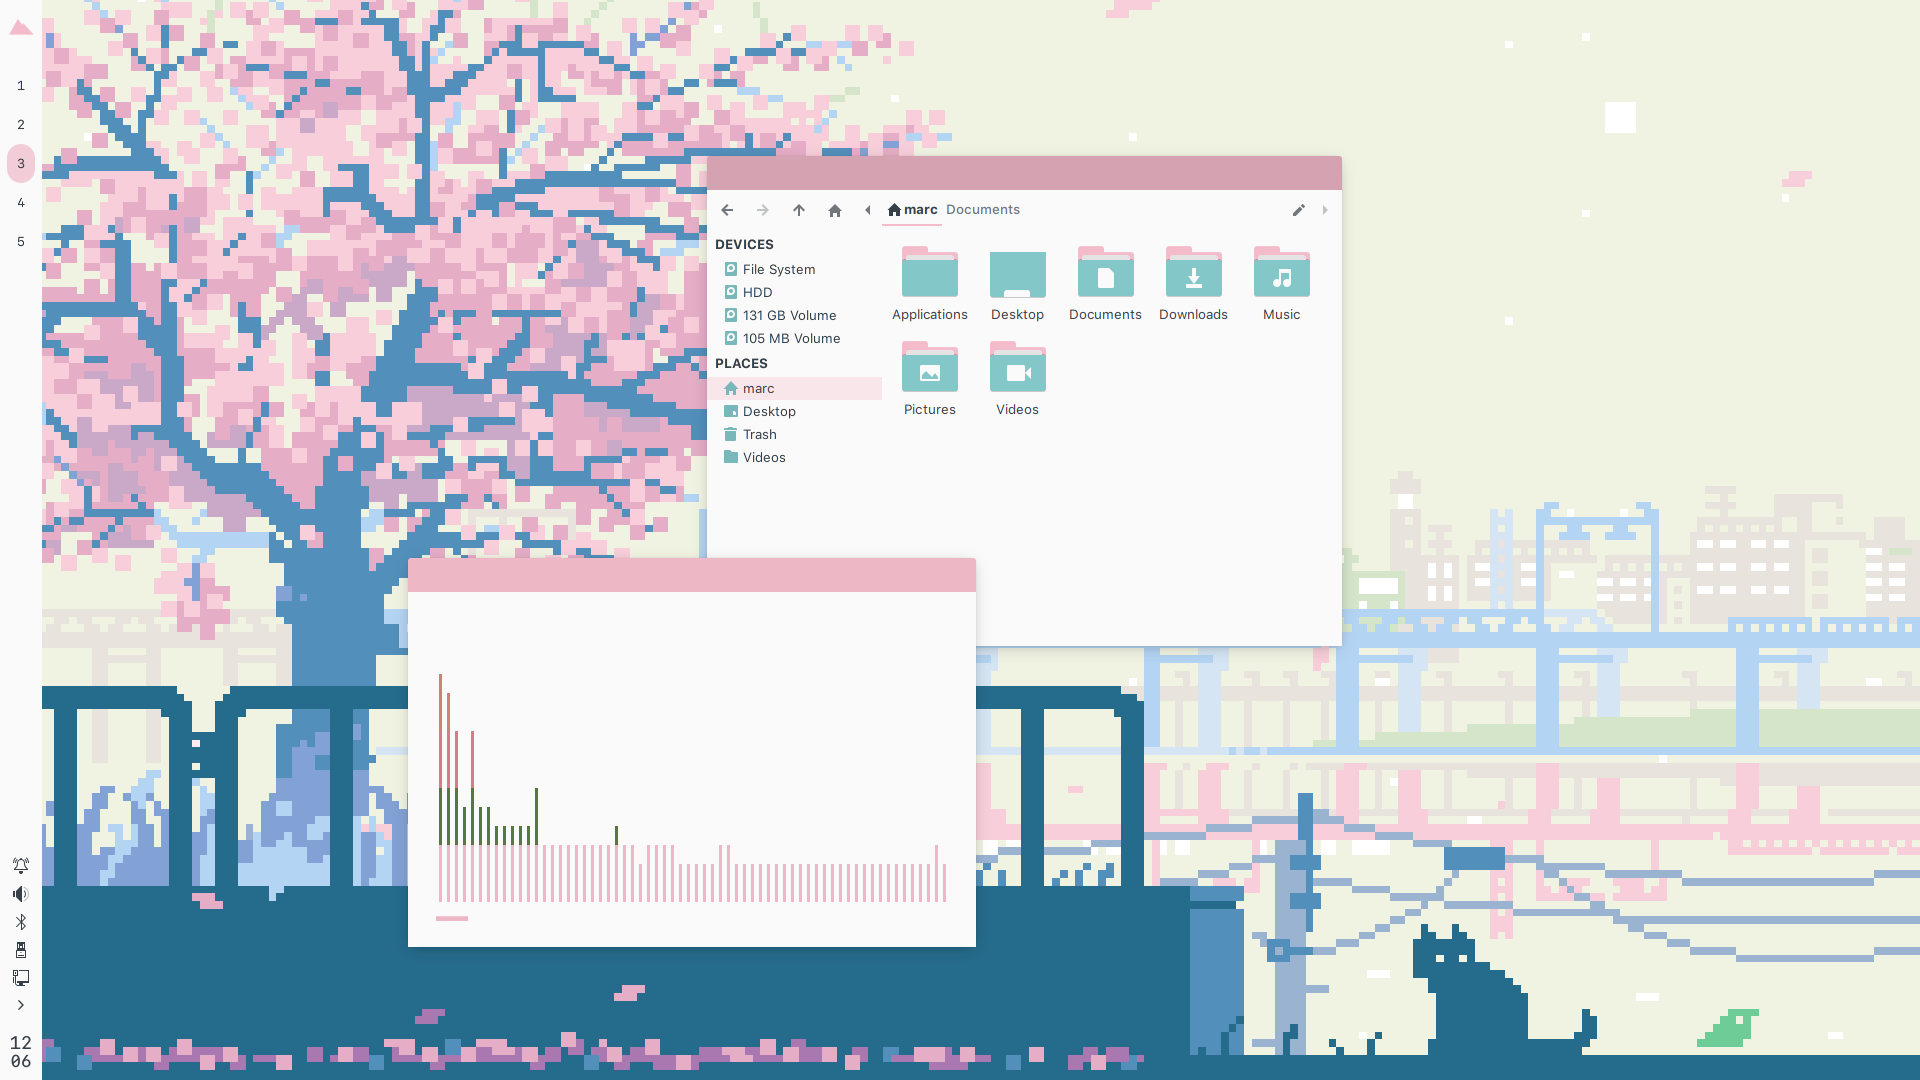 1
2
3
4
5
marc Documents
DEVICES
File System
HDD
131 GB Volume
105 MB Volume
PLACES
marc
Desktop
Trash
Videos
Applications Desktop Documents Downloads Music
Pictures Videos
12
06